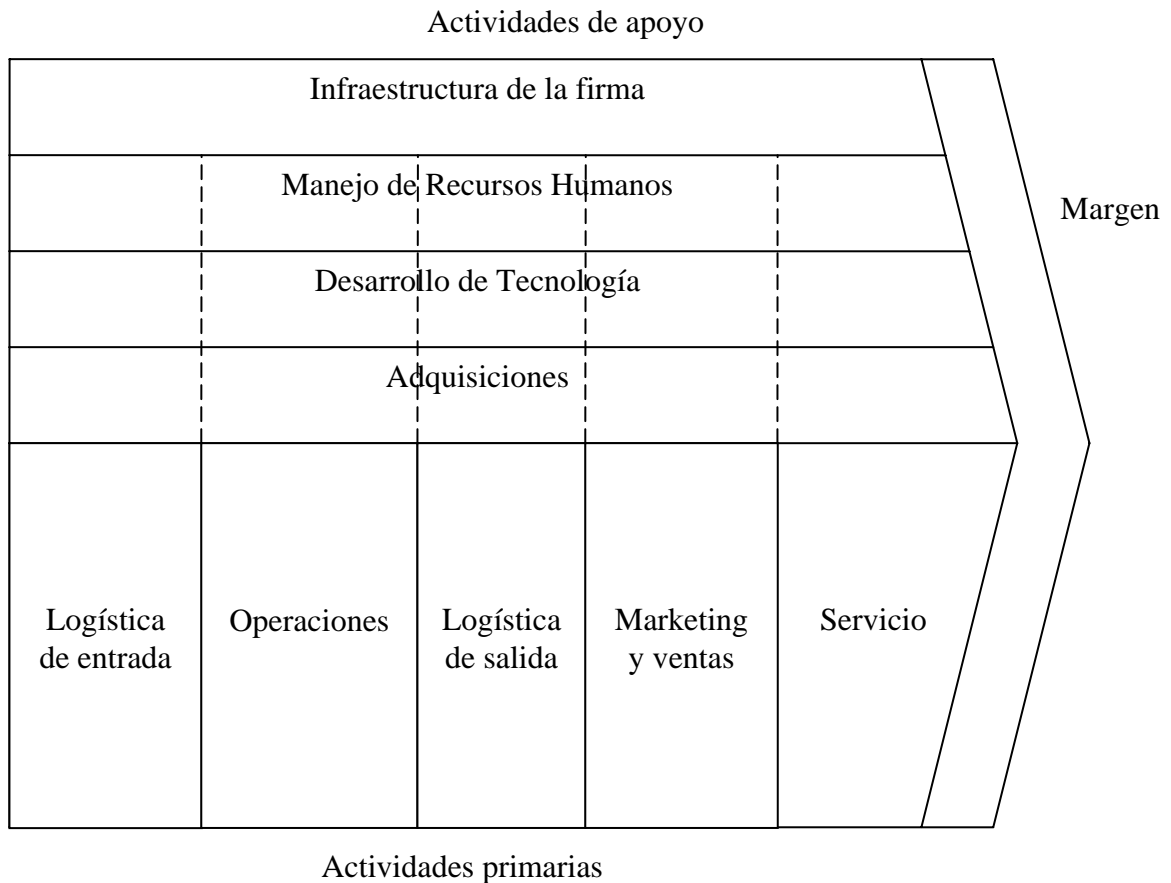 Actividades de apoyo
Infraestructura de la firma
Manejo de Recursos Humanos
Margen
Desarrollo de Tecnología
Adquisiciones
Logística
de entrada
Operaciones
Logística
de salida
Marketing
y ventas
Servicio
Actividades primarias